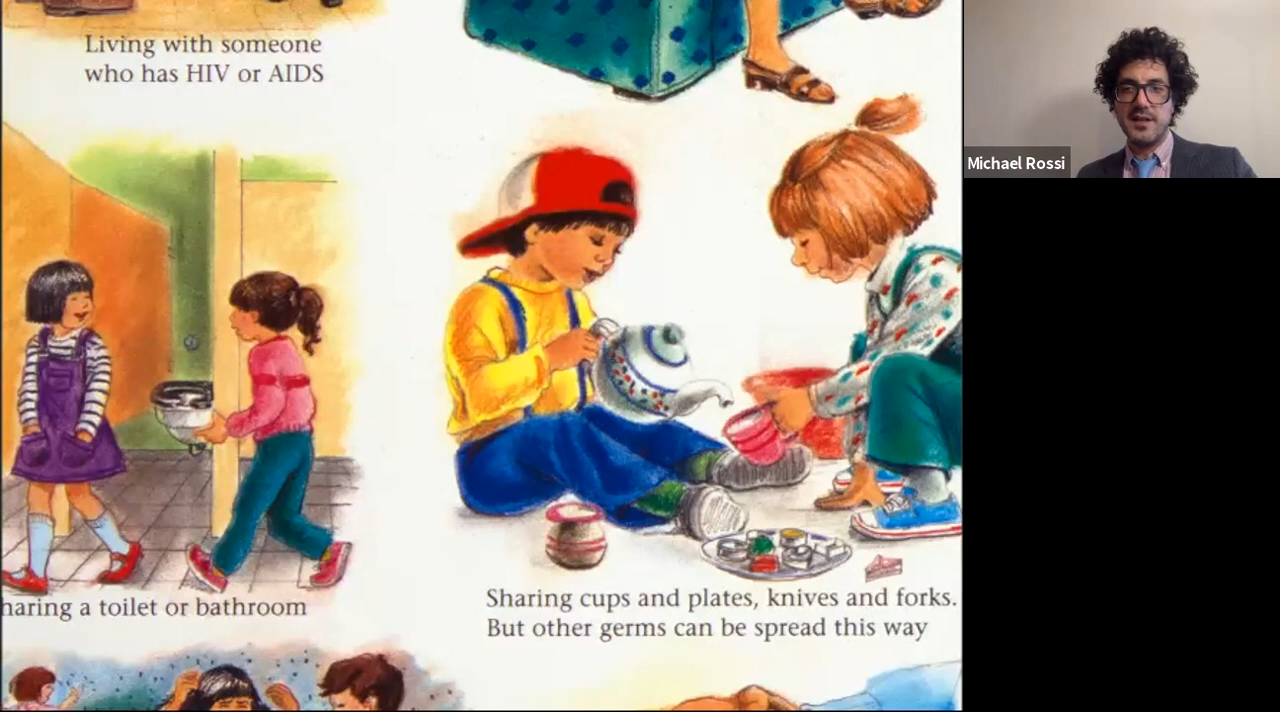 Living with someone
who has HIV or AIDS
haring a toilet or bathroom
Sharing cups and plates, knives and forks.
But other germs can be spread this way
Michael Rossi